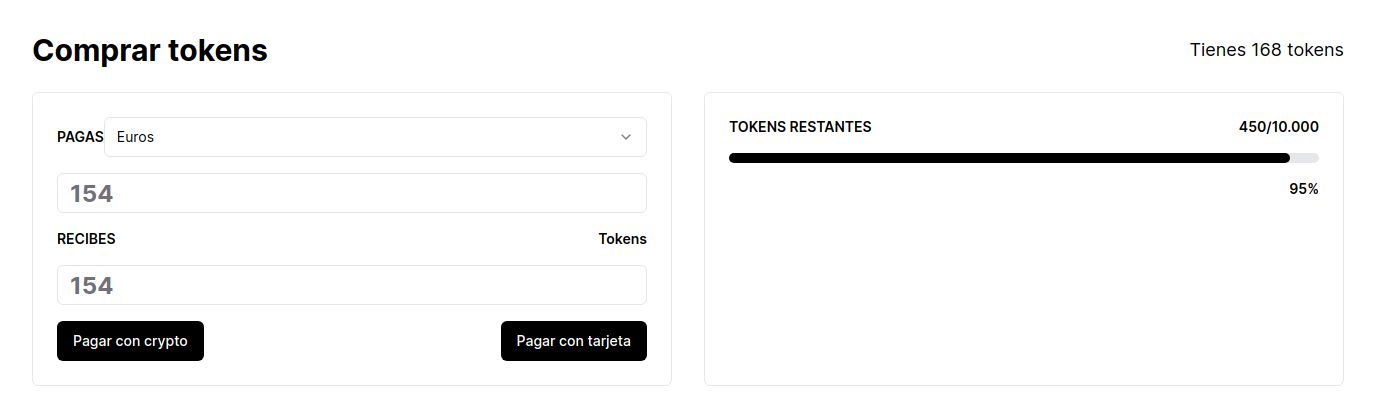 Comprar tokens
Tienes 168 tokens
PAGAS
Euros
154
RECIBES
Tokens
154
Pagar con crypto
Pagar con tarjeta
TOKENS RESTANTES
450/10.000
95%